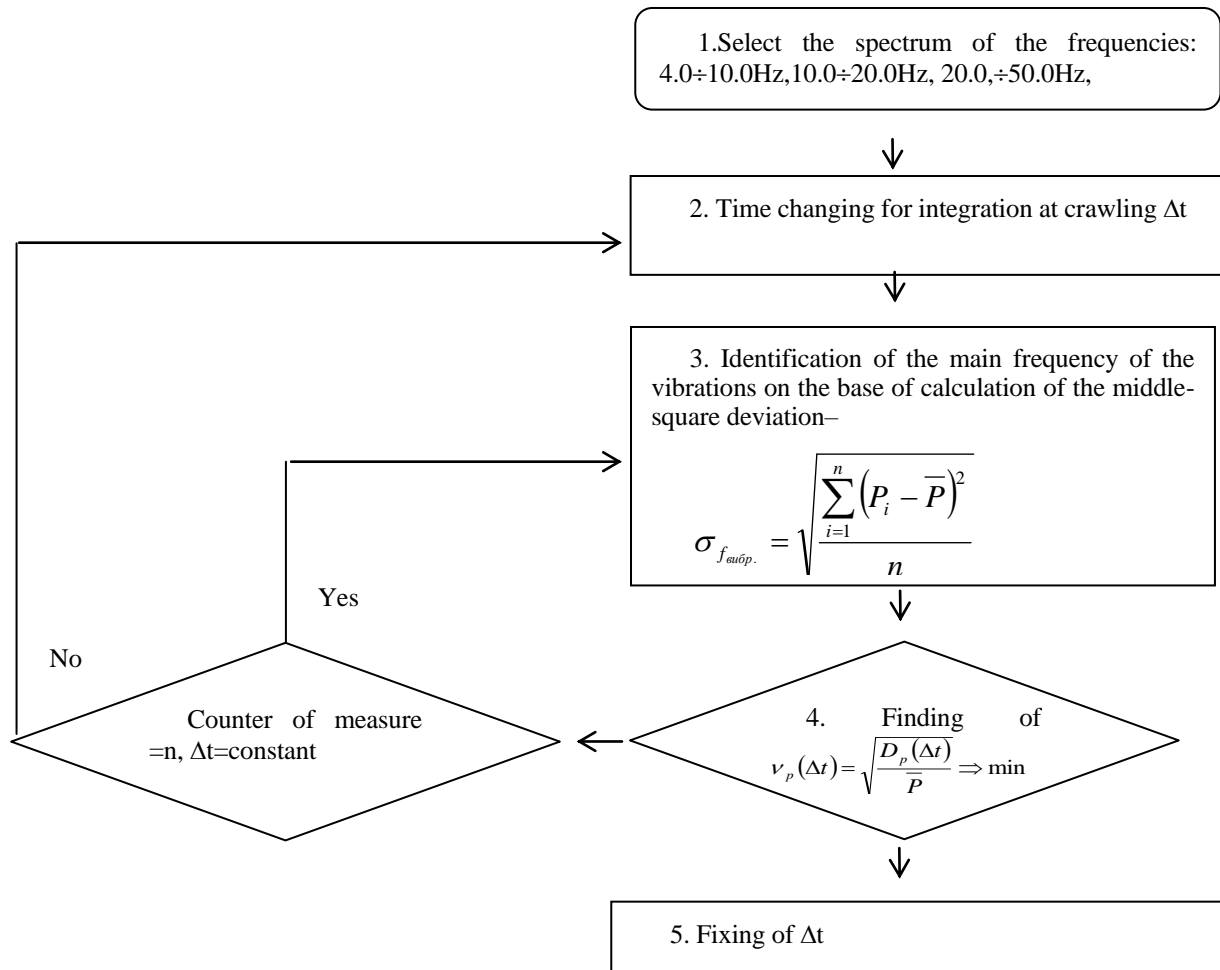 1.Select the spectrum of the frequencies:
4.0÷10.0Hz,10.0÷20.0Hz, 20.0,÷50.0Hz,
2. Time changing for integration at crawling Δt
3. Identification of the main frequency of the
vibrations on the base of calculation of the middle-
square deviation–
σ_{f_{вибр.}} = √(∑_{i=1}^{n} (P_i − P̅)² / n)
Yes
No
Counter of measure
=n, Δt=constant
4. Finding of
ν_p(Δt) = √(D_p(Δt) / P̅) ⇒ min
5. Fixing of Δt